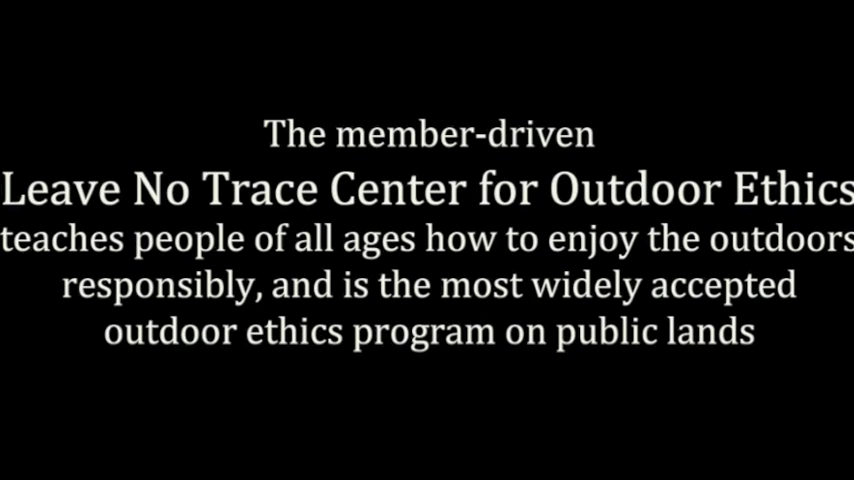 The member-driven
Leave No Trace Center for Outdoor Ethics
teaches people of all ages how to enjoy the outdoors
responsibly, and is the most widely accepted
outdoor ethics program on public lands